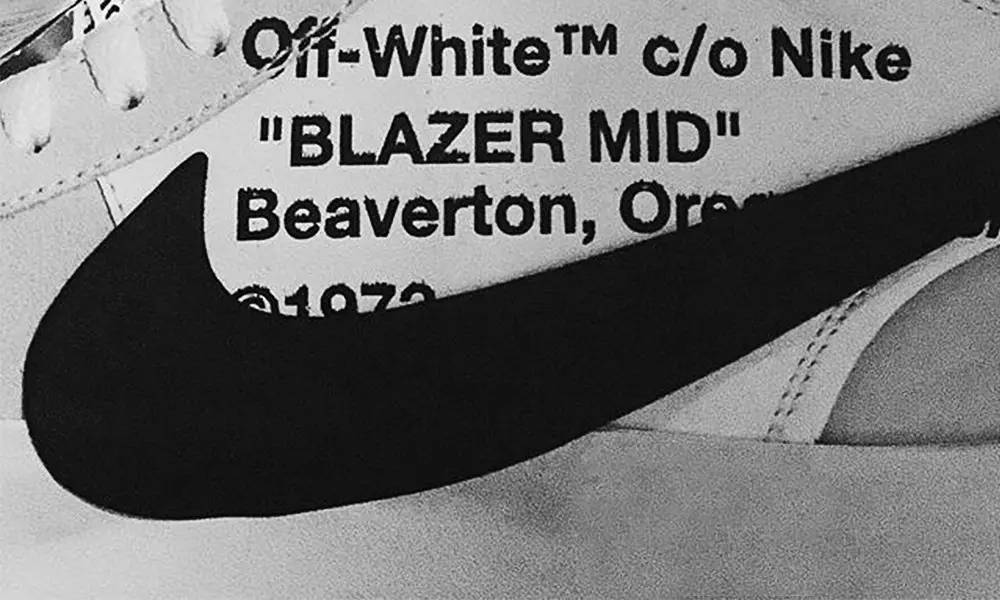 Off-White™ c/o Nike
"BLAZER MID"
Beaverton,